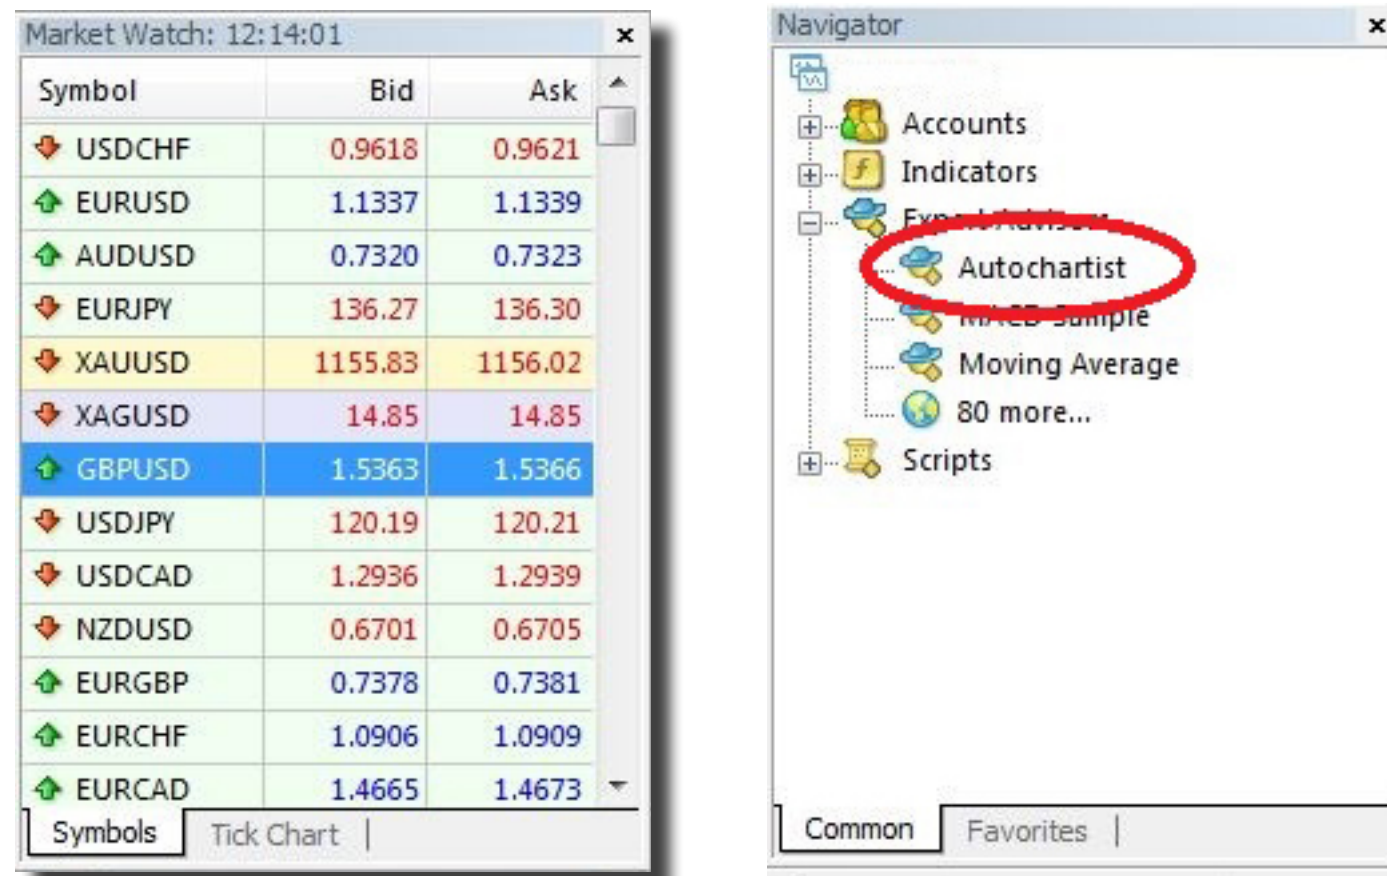 Market Watch: 12:14:01
Symbol Bid Ask
USDCHF 0.9618 0.9621
EURUSD 1.1337 1.1339
AUDUSD 0.7320 0.7323
EURJPY 136.27 136.30
XAUUSD 1155.83 1156.02
XAGUSD 14.85 14.85
GBPUSD 1.5363 1.5366
USDJPY 120.19 120.21
USDCAD 1.2936 1.2939
NZDUSD 0.6701 0.6705
EURGBP 0.7378 0.7381
EURCHF 1.0906 1.0909
EURCAD 1.4665 1.4673
Symbols Tick Chart
Navigator
Accounts
Indicators
Expert Advisors
Autochartist
MACD Sample
Moving Average
80 more...
Scripts
Common Favorites